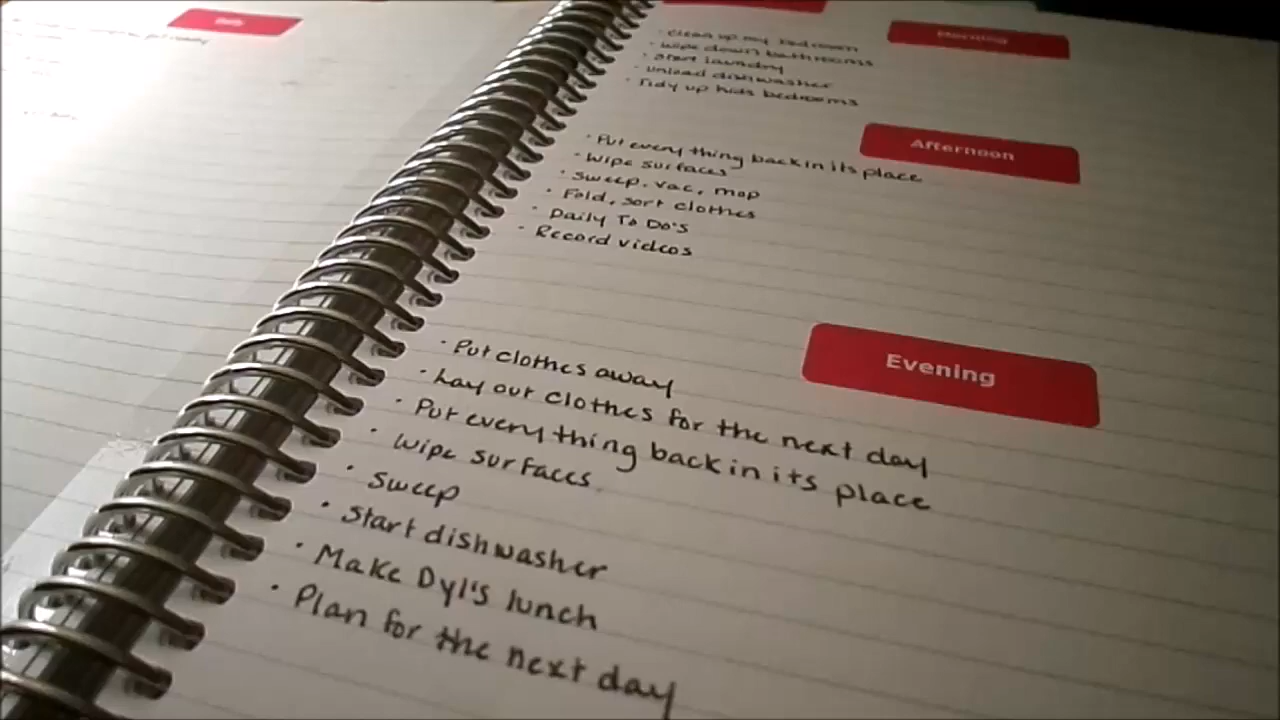 Morning
• Clean up my bedroom
• Wipe down bathrooms
• Start laundry
• Unload dishwasher
• Tidy up kids bedrooms
Afternoon
• Put everything back in its place
• Wipe surfaces
• Sweep, vac, mop
• Fold, sort clothes
• Daily To Do's
• Record videos
Evening
• Put clothes away
• Lay out clothes for the next day
• Put everything back in its place
• Wipe surfaces
• Sweep
• Start dishwasher
• Make Dyl's lunch
• Plan for the next day